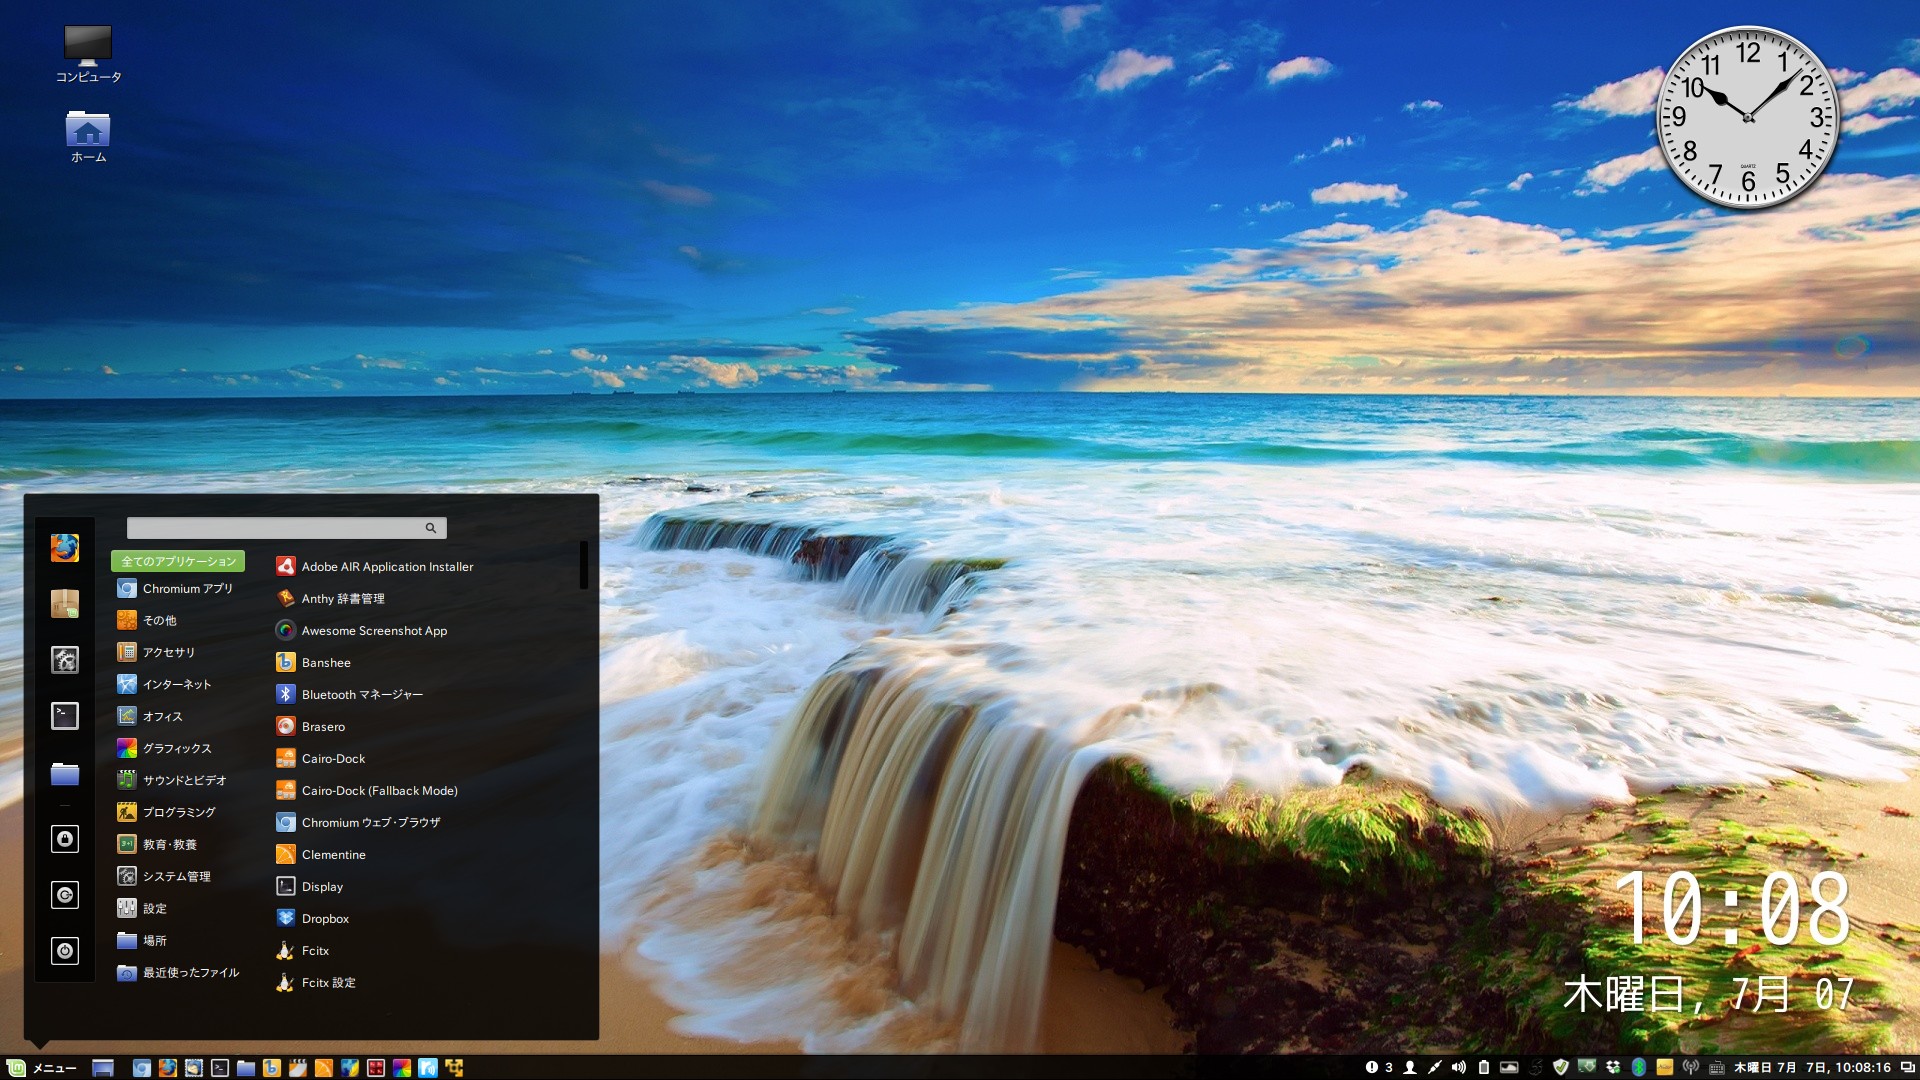 コンピュータ
ホーム
12
1
2
3
4
5
6
7
8
9
10
11
QUARTZ
全てのアプリケーション
Chromium アプリ
その他
アクセサリ
インターネット
オフィス
グラフィックス
サウンドとビデオ
プログラミング
教育・教養
システム管理
設定
場所
最近使ったファイル
Adobe AIR Application Installer
Anthy 辞書管理
Awesome Screenshot App
Banshee
Bluetooth マネージャー
Brasero
Cairo-Dock
Cairo-Dock (Fallback Mode)
Chromium ウェブ・ブラウザ
Clementine
Display
Dropbox
Fcitx
Fcitx 設定
10:08
木曜日, 7月 07
メニュー
3
木曜日 7月 7日, 10:08:16